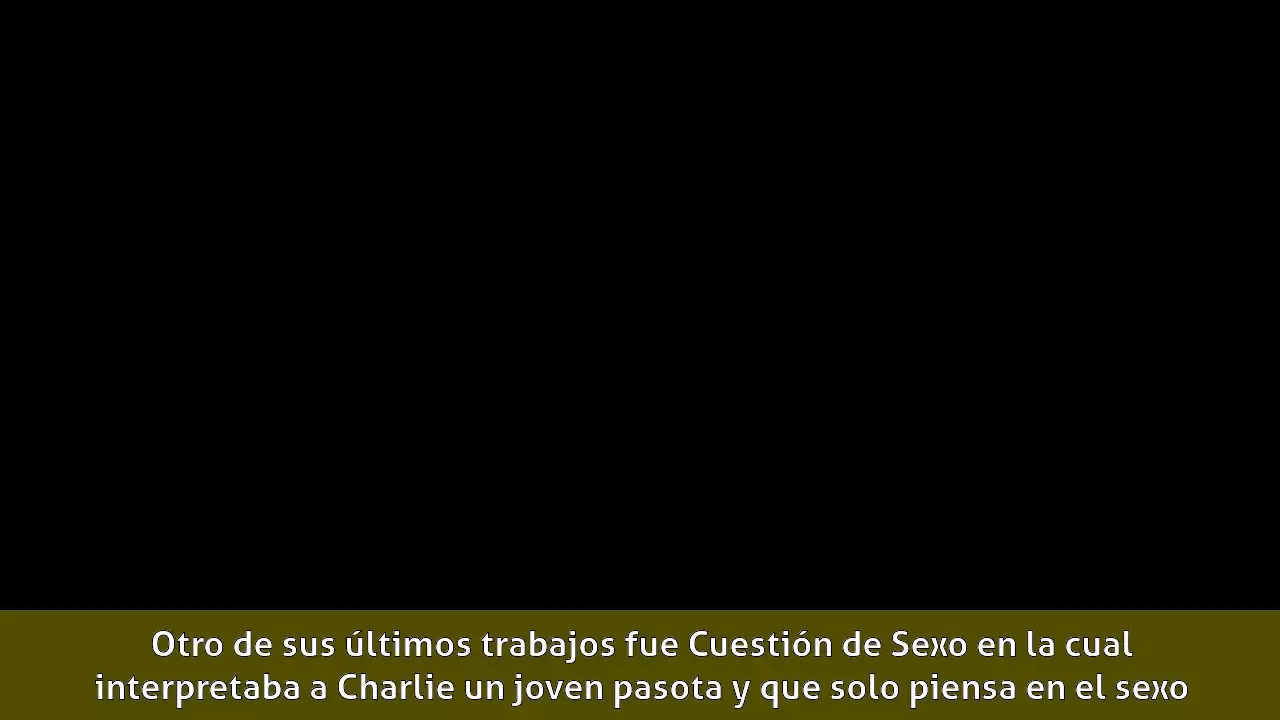 Otro de sus últimos trabajos fue Cuestión de Sexo en la cual
interpretaba a Charlie un joven pasota y que solo piensa en el sexo